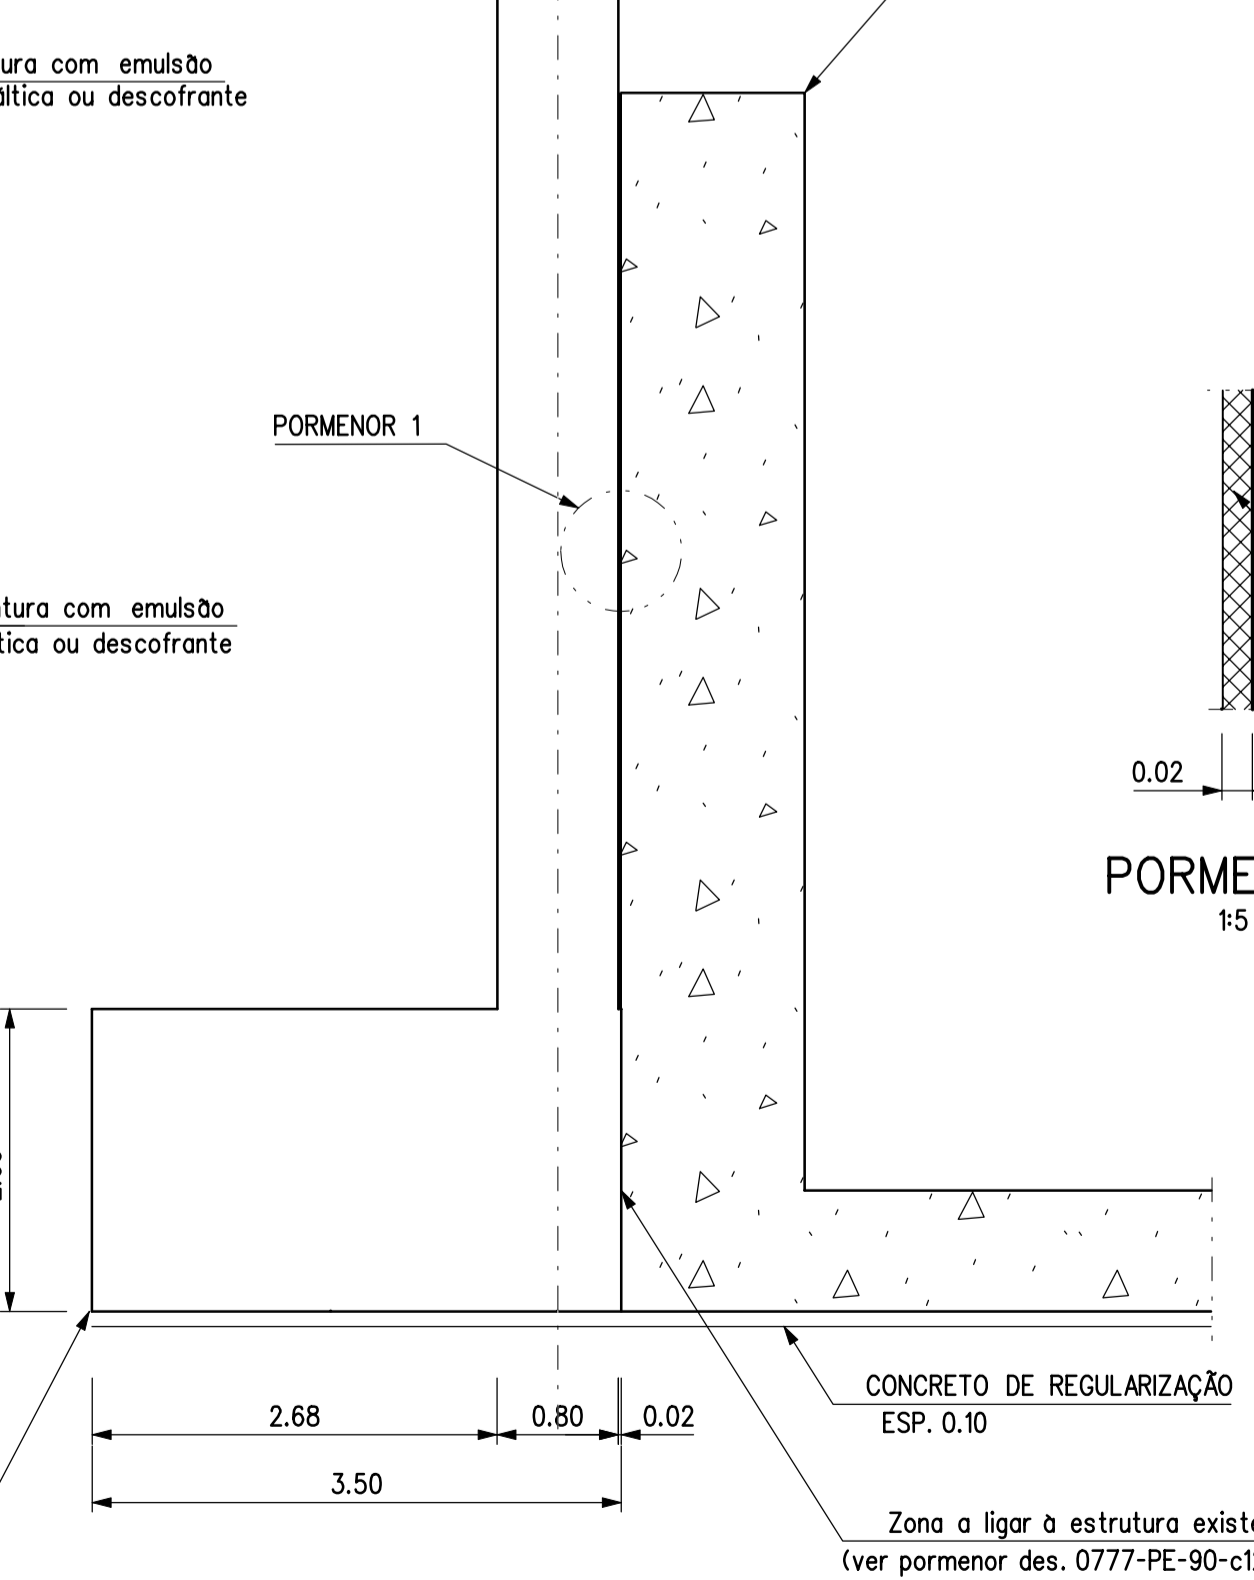 ura com emulsão
áltica ou descofrante
PORMENOR 1
tura com emulsão
tica ou descofrante
0.02
PORME
1:5
CONCRETO DE REGULARIZAÇÃO
ESP. 0.10
2.68
0.80
0.02
3.50
Zona a ligar à estrutura existe
(ver pormenor des. 0777-PE-90-c1